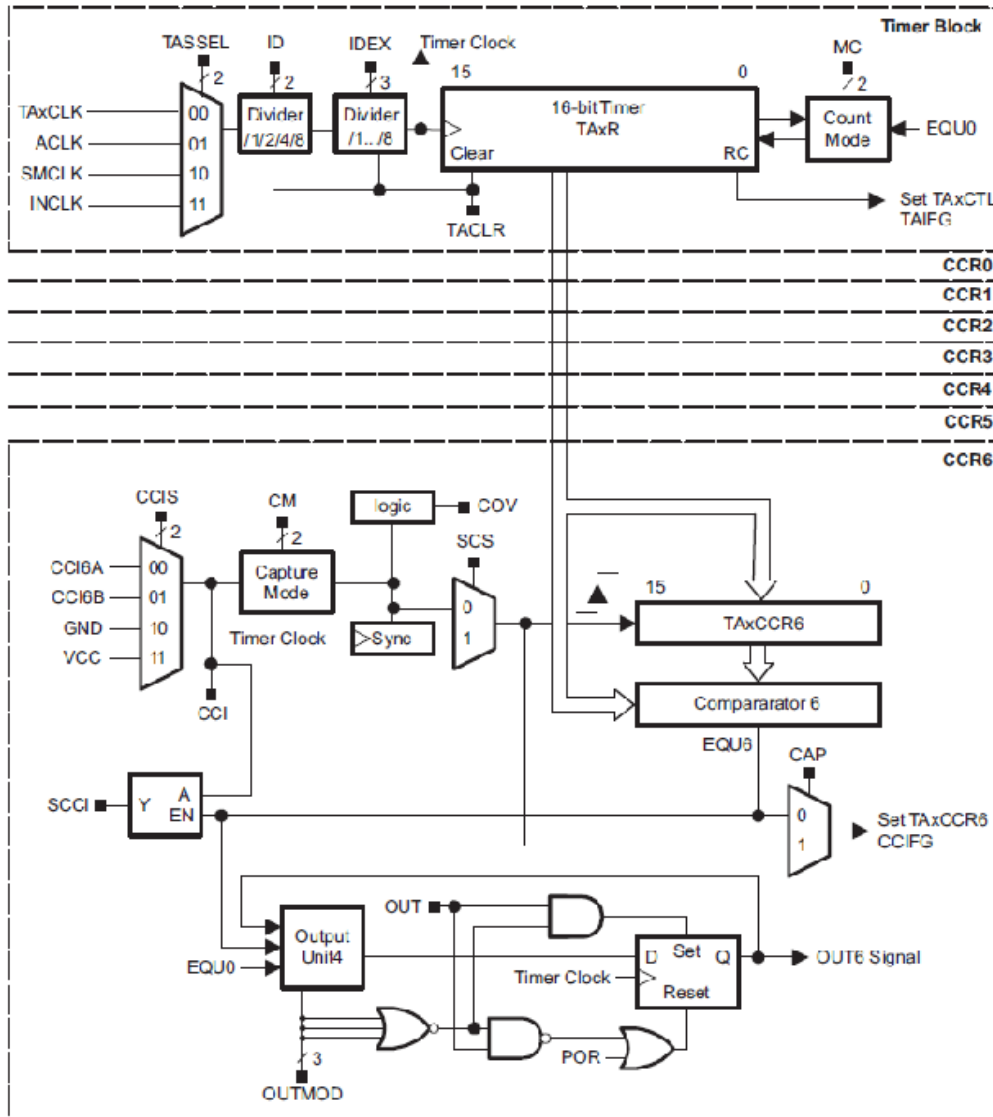 Timer Block
TASSEL
ID
IDEX
Timer Clock
15
0
MC
2
2
3
2
TAxCLK
ACLK
SMCLK
INCLK
00
01
10
11
Divider
/1/2/4/8
Divider
/1.../8
16-bit Timer
TAxR
Clear
RC
Count
Mode
EQU0
Set TAxCTL
TAIFG
TACLR
CCR0
CCR1
CCR2
CCR3
CCR4
CCR5
CCR6
CCIS
2
CM
2
logic
COV
SCS
CCI6A
CCI6B
GND
VCC
00
01
10
11
Capture
Mode
Timer Clock
Sync
0
1
15
0
TAxCCR6
Compararator 6
EQU6
CCI
CAP
SCCI
Y
A
EN
0
1
Set TAxCCR6
CCIFG
OUT
Output
Unit4
EQU0
D
Set
Q
Timer Clock
Reset
OUT6 Signal
POR
3
OUTMOD